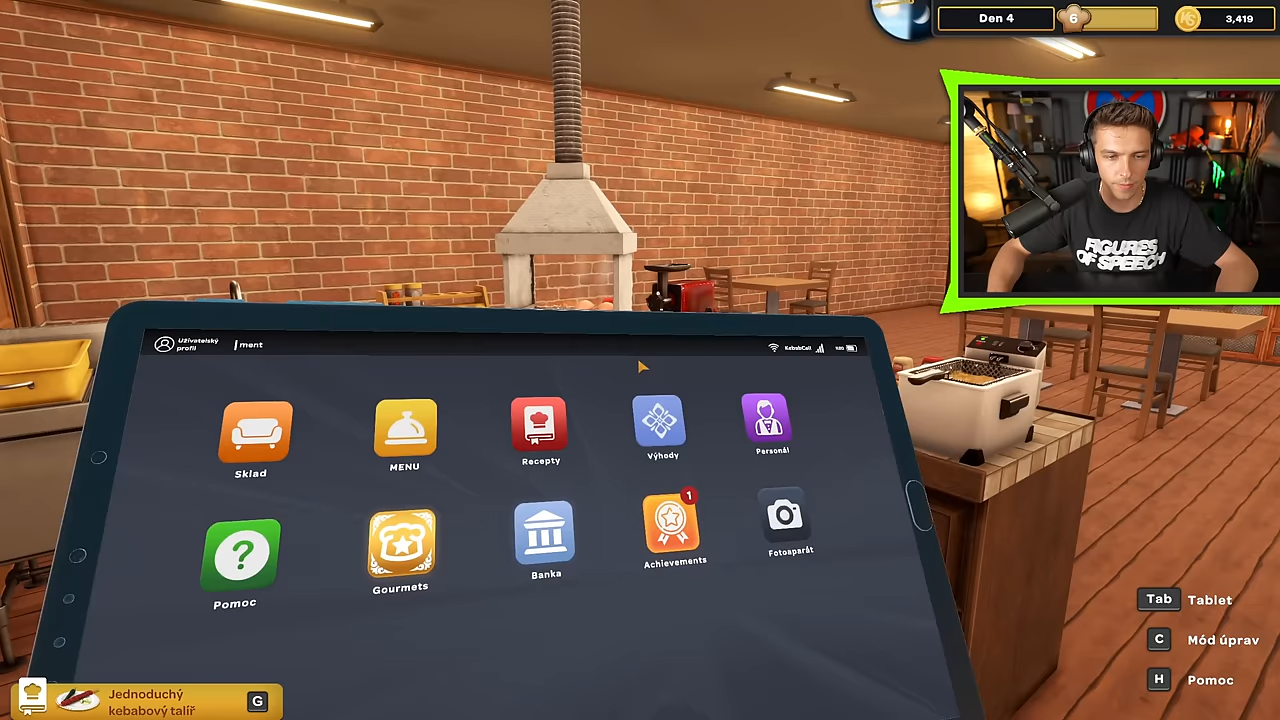 Den 4
6
3,419
FIGURES
OF SPEECH
Uživatelský
profil
ment
KebabCell
Sklad
MENU
Recepty
Výhody
Personál
1
Pomoc
Gourmets
Banka
Achievements
Fotoaparát
Tab
Tablet
C
Mód úprav
H
Pomoc
Jednoduchý
kebabový talíř
G